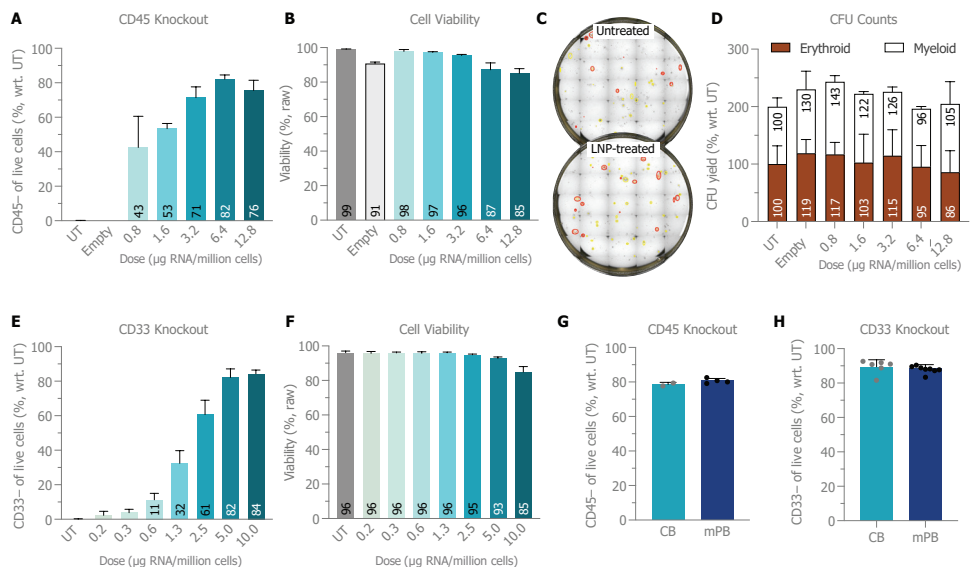 A
CD45 Knockout
CD45− of live cells (%, wrt. UT)
100
80
60
40
20
0
43
53
71
82
76
UT
Empty
0.8
1.6
3.2
6.4
12.8
Dose (μg RNA/million cells)
B
Cell Viability
Viability (%, raw)
100
80
60
40
20
0
99
91
98
97
96
87
85
UT
Empty
0.8
1.6
3.2
6.4
12.8
Dose (μg RNA/million cells)
C
Untreated
LNP-treated
D
CFU Counts
Erythroid
Myeloid
CFU yield (%, wrt. UT)
300
200
100
0
100
130
143
122
126
96
105
100
119
117
103
115
95
86
UT
Empty
0.8
1.6
3.2
6.4
12.8
Dose (μg RNA/million cells)
E
CD33 Knockout
CD33− of live cells (%, wrt. UT)
100
80
60
40
20
0
11
32
61
82
84
UT
0.2
0.3
0.6
1.3
2.5
5.0
10.0
Dose (μg RNA/million cells)
F
Cell Viability
Viability (%, raw)
100
80
60
40
20
0
96
96
96
96
96
95
93
85
UT
0.2
0.3
0.6
1.3
2.5
5.0
10.0
Dose (μg RNA/million cells)
G
CD45 Knockout
CD45− of live cells (%, wrt. UT)
100
80
60
40
20
0
CB
mPB
H
CD33 Knockout
CD33− of live cells (%, wrt. UT)
100
80
60
40
20
0
CB
mPB